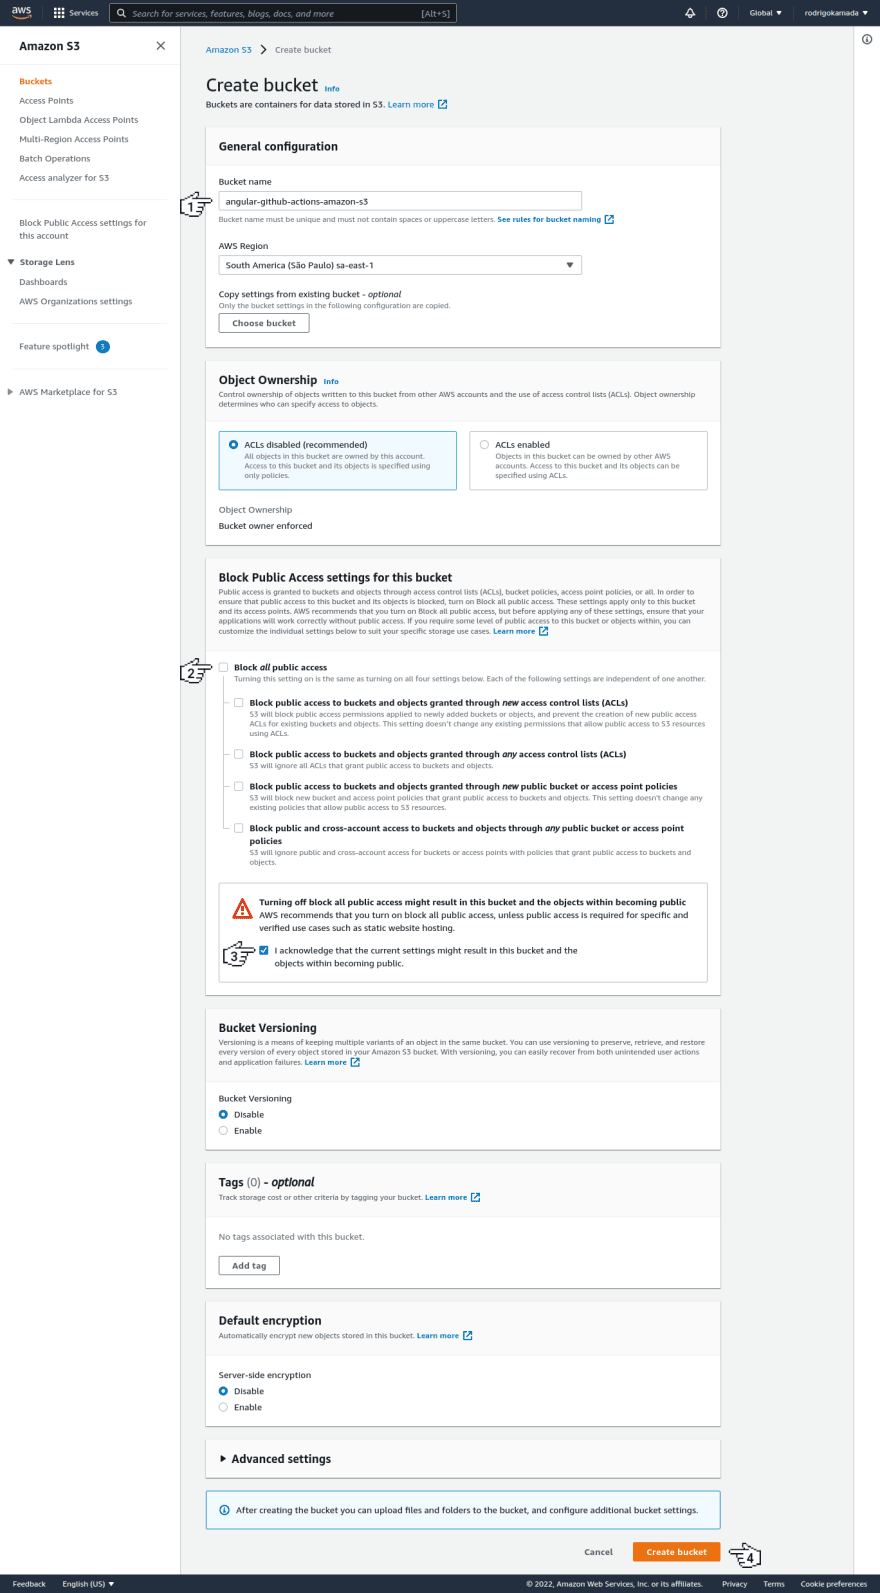 aws
Services
Search for services, features, blogs, docs, and more
[Alt+S]
Global ▼
rodrigokamada ▼
Amazon S3
Buckets
Access Points
Object Lambda Access Points
Multi-Region Access Points
Batch Operations
Access analyzer for S3
Block Public Access settings for
this account
▼ Storage Lens
Dashboards
AWS Organizations settings
Feature spotlight 3
▶ AWS Marketplace for S3
Amazon S3 > Create bucket
Create bucket Info
Buckets are containers for data stored in S3. Learn more
General configuration
Bucket name
1
angular-github-actions-amazon-s3
Bucket name must be unique and must not contain spaces or uppercase letters. See rules for bucket naming
AWS Region
South America (São Paulo) sa-east-1
Copy settings from existing bucket - optional
Only the bucket settings in the following configuration are copied.
Choose bucket
Object Ownership Info
Control ownership of objects written to this bucket from other AWS accounts and the use of access control lists (ACLs). Object ownership
determines who can specify access to objects.
ACLs disabled (recommended)
All objects in this bucket are owned by this account.
Access to this bucket and its objects is specified using
only policies.
ACLs enabled
Objects in this bucket can be owned by other AWS
accounts. Access to this bucket and its objects can be
specified using ACLs.
Object Ownership
Bucket owner enforced
Block Public Access settings for this bucket
Public access is granted to buckets and objects through access control lists (ACLs), bucket policies, access point policies, or all. In order to
ensure that public access to this bucket and its objects is blocked, turn on Block all public access. These settings apply only to this bucket
and its access points. AWS recommends that you turn on Block all public access, but before applying any of these settings, ensure that your
applications will work correctly without public access. If you require some level of public access to this bucket or objects within, you can
customize the individual settings below to suit your specific storage use cases. Learn more
2
Block all public access
Turning this setting on is the same as turning on all four settings below. Each of the following settings are independent of one another.
Block public access to buckets and objects granted through new access control lists (ACLs)
S3 will block public access permissions applied to newly added buckets or objects, and prevent the creation of new public access
ACLs for existing buckets and objects. This setting doesn't change any existing permissions that allow public access to S3 resources
using ACLs.
Block public access to buckets and objects granted through any access control lists (ACLs)
S3 will ignore all ACLs that grant public access to buckets and objects.
Block public access to buckets and objects granted through new public bucket or access point policies
S3 will block new bucket and access point policies that grant public access to buckets and objects. This setting doesn't change any
existing policies that allow public access to S3 resources.
Block public and cross-account access to buckets and objects through any public bucket or access point
policies
S3 will ignore public and cross-account access for buckets or access points with policies that grant public access to buckets and
objects.
Turning off block all public access might result in this bucket and the objects within becoming public
AWS recommends that you turn on block all public access, unless public access is required for specific and
verified use cases such as static website hosting.
3
I acknowledge that the current settings might result in this bucket and the
objects within becoming public.
Bucket Versioning
Versioning is a means of keeping multiple variants of an object in the same bucket. You can use versioning to preserve, retrieve, and restore
every version of every object stored in your Amazon S3 bucket. With versioning, you can easily recover from both unintended user actions
and application failures. Learn more
Bucket Versioning
Disable
Enable
Tags (0) - optional
Track storage cost or other criteria by tagging your bucket. Learn more
No tags associated with this bucket.
Add tag
Default encryption
Automatically encrypt new objects stored in this bucket. Learn more
Server-side encryption
Disable
Enable
▶ Advanced settings
After creating the bucket you can upload files and folders to the bucket, and configure additional bucket settings.
Cancel
Create bucket
4
Feedback
English (US) ▼
© 2022, Amazon Web Services, Inc. or its affiliates.
Privacy
Terms
Cookie preferences